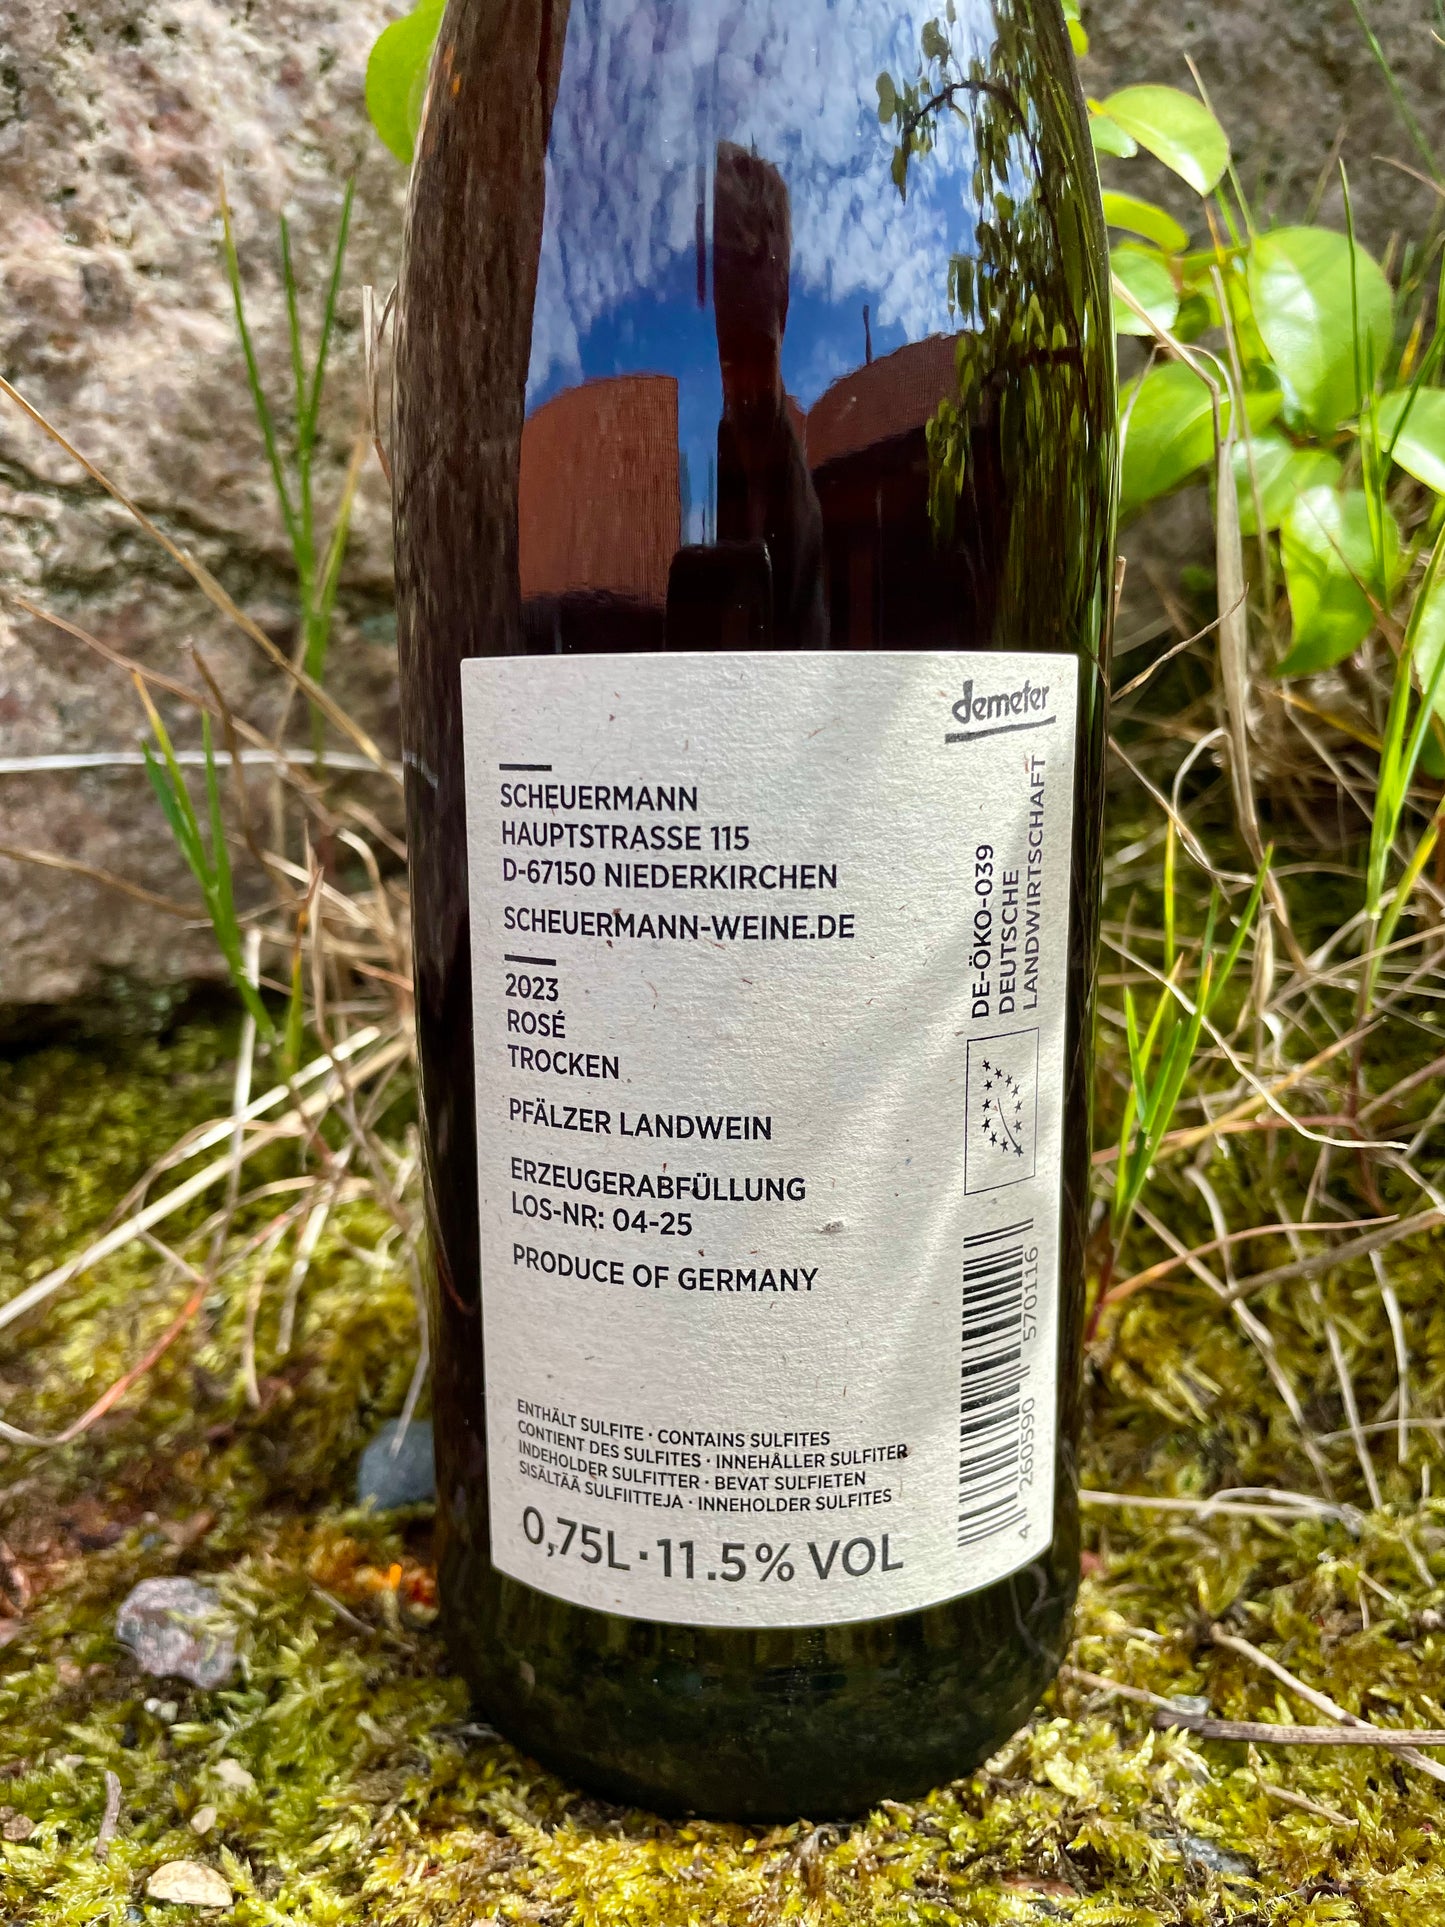 demeter
SCHEUERMANN
HAUPTSTRASSE 115
D-67150 NIEDERKIRCHEN
SCHEUERMANN-WEINE.DE
2023
ROSÉ
TROCKEN
PFÄLZER LANDWEIN
ERZEUGERABFÜLLUNG
LOS-NR: 04-25
PRODUCE OF GERMANY
ENTHÄLT SULFITE · CONTAINS SULFITES
CONTIENT DES SULFITES · INNEHÅLLER SULFITER
INDEHOLDER SULFITTER · BEVAT SULFIETEN
SISÄLTÄÄ SULFIITTEJA · INNEHOLDER SULFITES
0,75L · 11.5% VOL
DE-ÖKO-039
DEUTSCHE
LANDWIRTSCHAFT
4 260590 570116